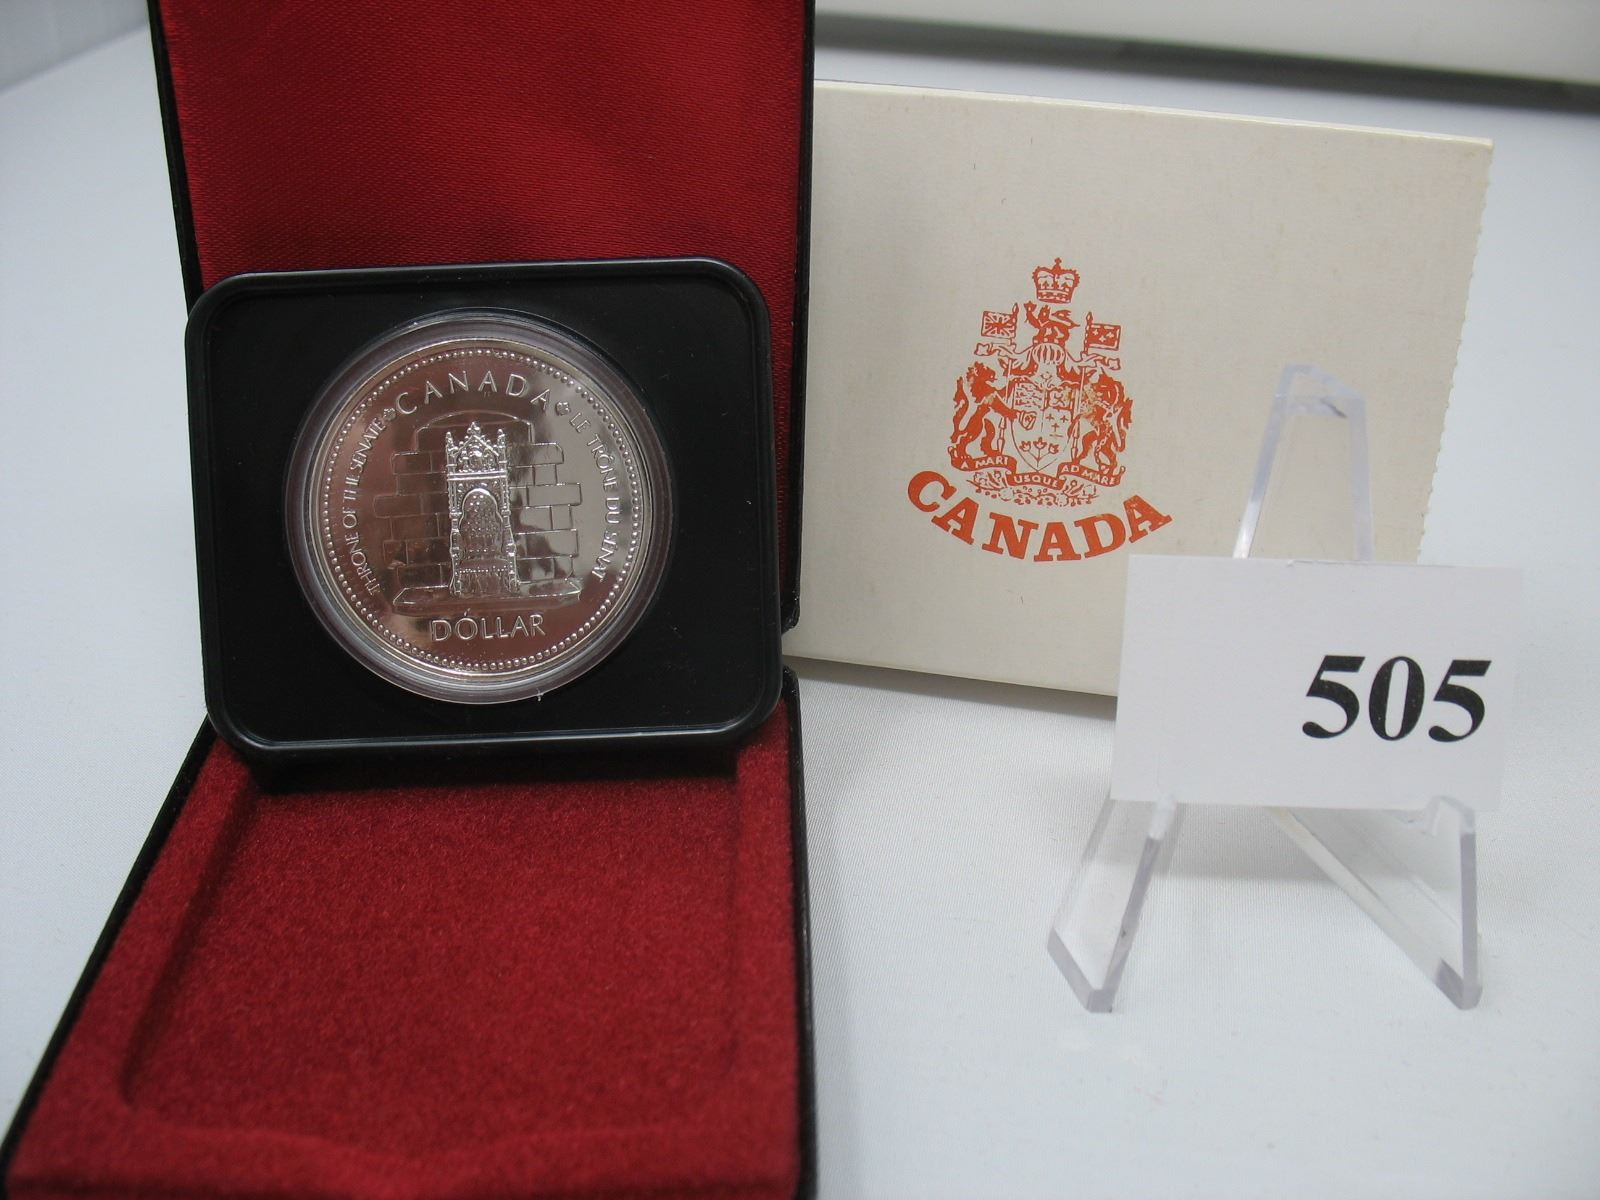 CANADA
THRONE OF THE SENATE
LE TRÔNE DU SÉNAT
DOLLAR
A MARI USQUE AD MARE
CANADA
505